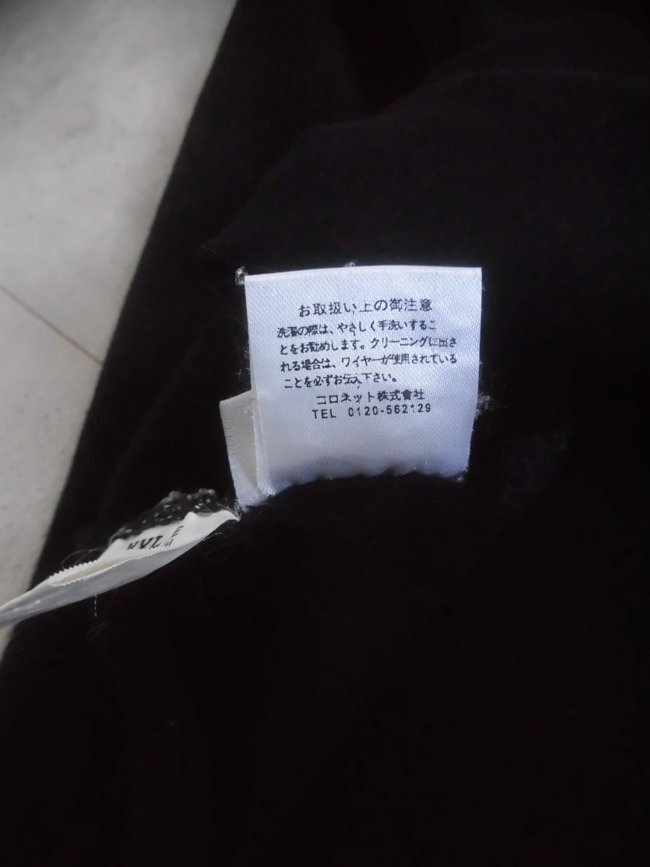 お取扱い上の御注意
洗濯の際は、やさしく手洗いするこ
とをお勧めします。クリーニングに出さ
れる場合は、ワイヤーが使用されている
ことを必ずお伝え下さい。
コロネット株式会社
TEL 0120-562129